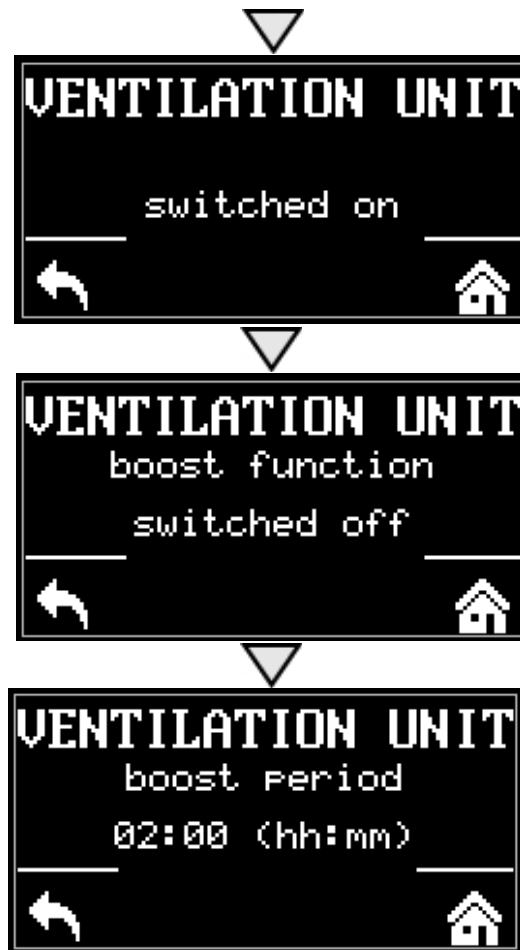 VENTILATION UNIT
switched on
VENTILATION UNIT
boost function
switched off
VENTILATION UNIT
boost period
02:00 (hh:mm)